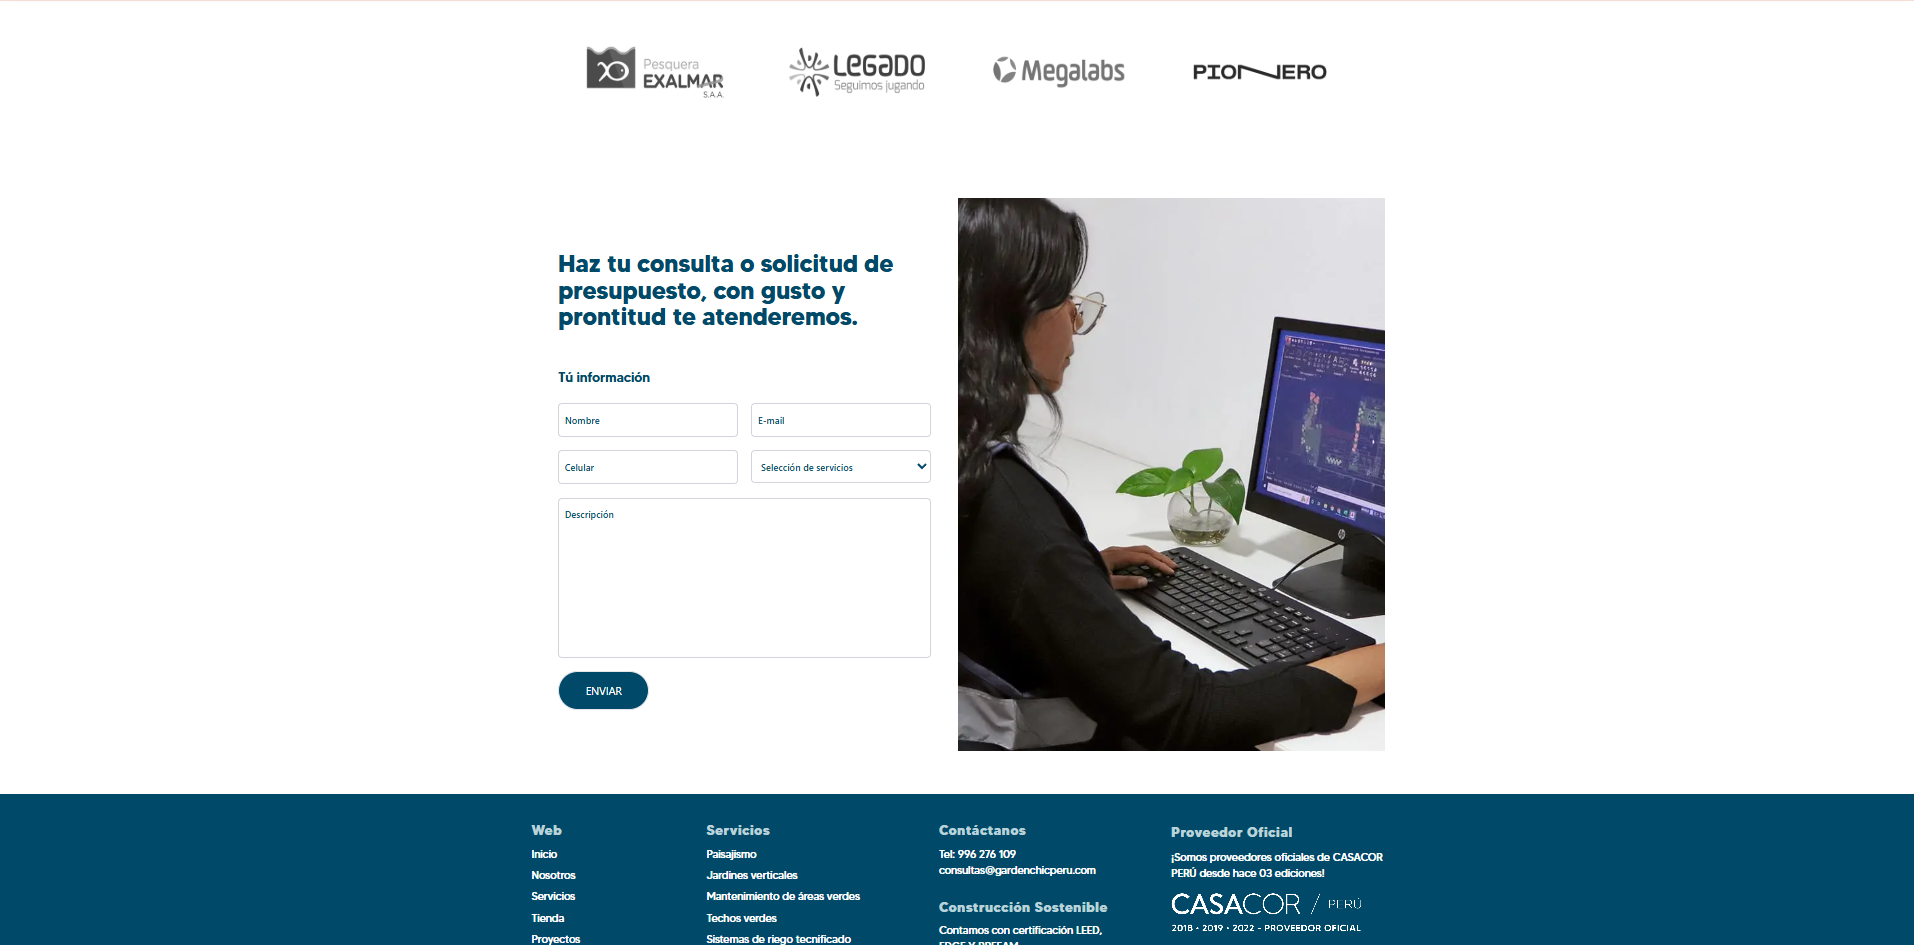 Pesquera
EXALMAR
S.A.A.
LEGADO
Seguimos jugando
Megalabs
PIONERO
Haz tu consulta o solicitud de
presupuesto, con gusto y
prontitud te atenderemos.
Tú información
Nombre
E-mail
Celular
Selección de servicios
Descripción
ENVIAR
Web
Inicio
Nosotros
Servicios
Tienda
Proyectos
Servicios
Paisajismo
Jardines verticales
Mantenimiento de áreas verdes
Techos verdes
Sistemas de riego tecnificado
Contáctanos
Tel: 996 276 109
consultas@gardenchicperu.com
Construcción Sostenible
Contamos con certificación LEED,
EDGE Y BREEAM
Proveedor Oficial
¡Somos proveedores oficiales de CASACOR
PERÚ desde hace 03 ediciones!
CASACOR / PERÚ
2018 • 2019 • 2022 - PROVEEDOR OFICIAL